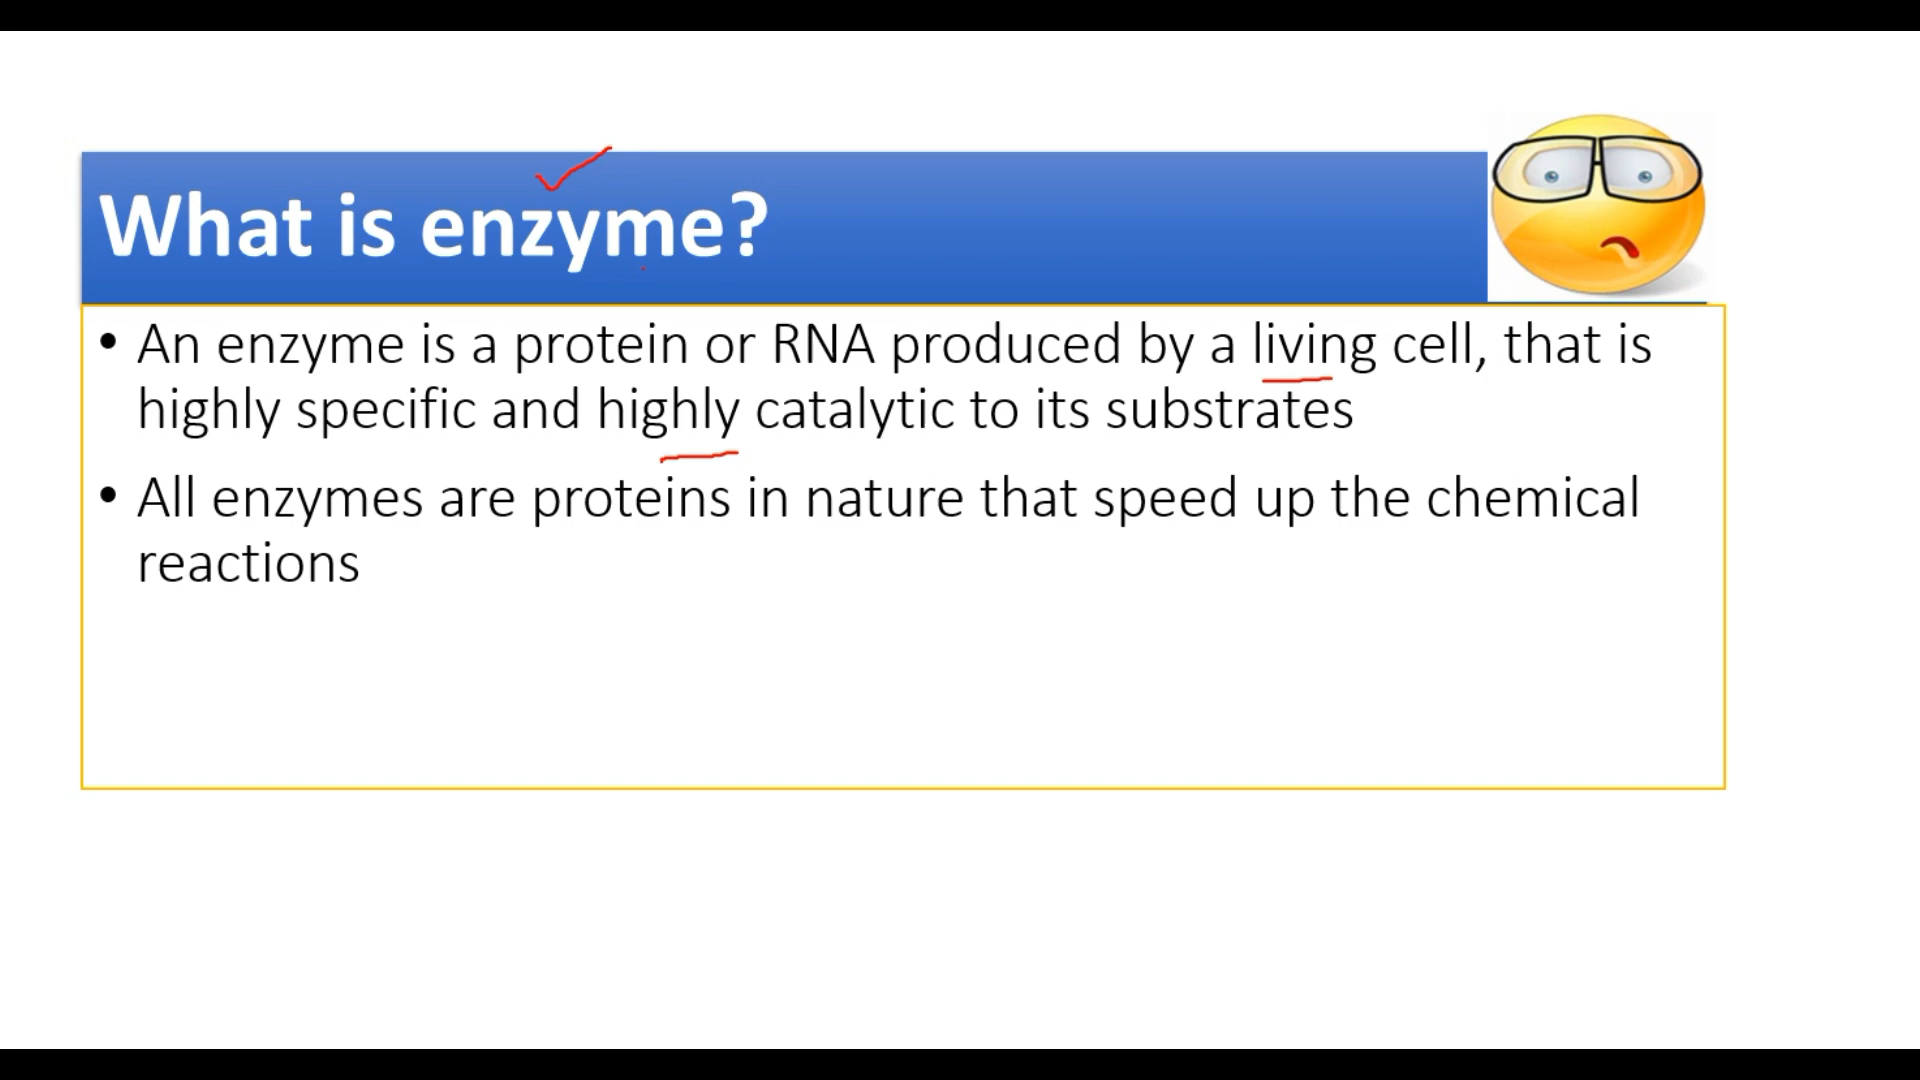 What is enzyme?
• An enzyme is a protein or RNA produced by a living cell, that is
highly specific and highly catalytic to its substrates
• All enzymes are proteins in nature that speed up the chemical
reactions